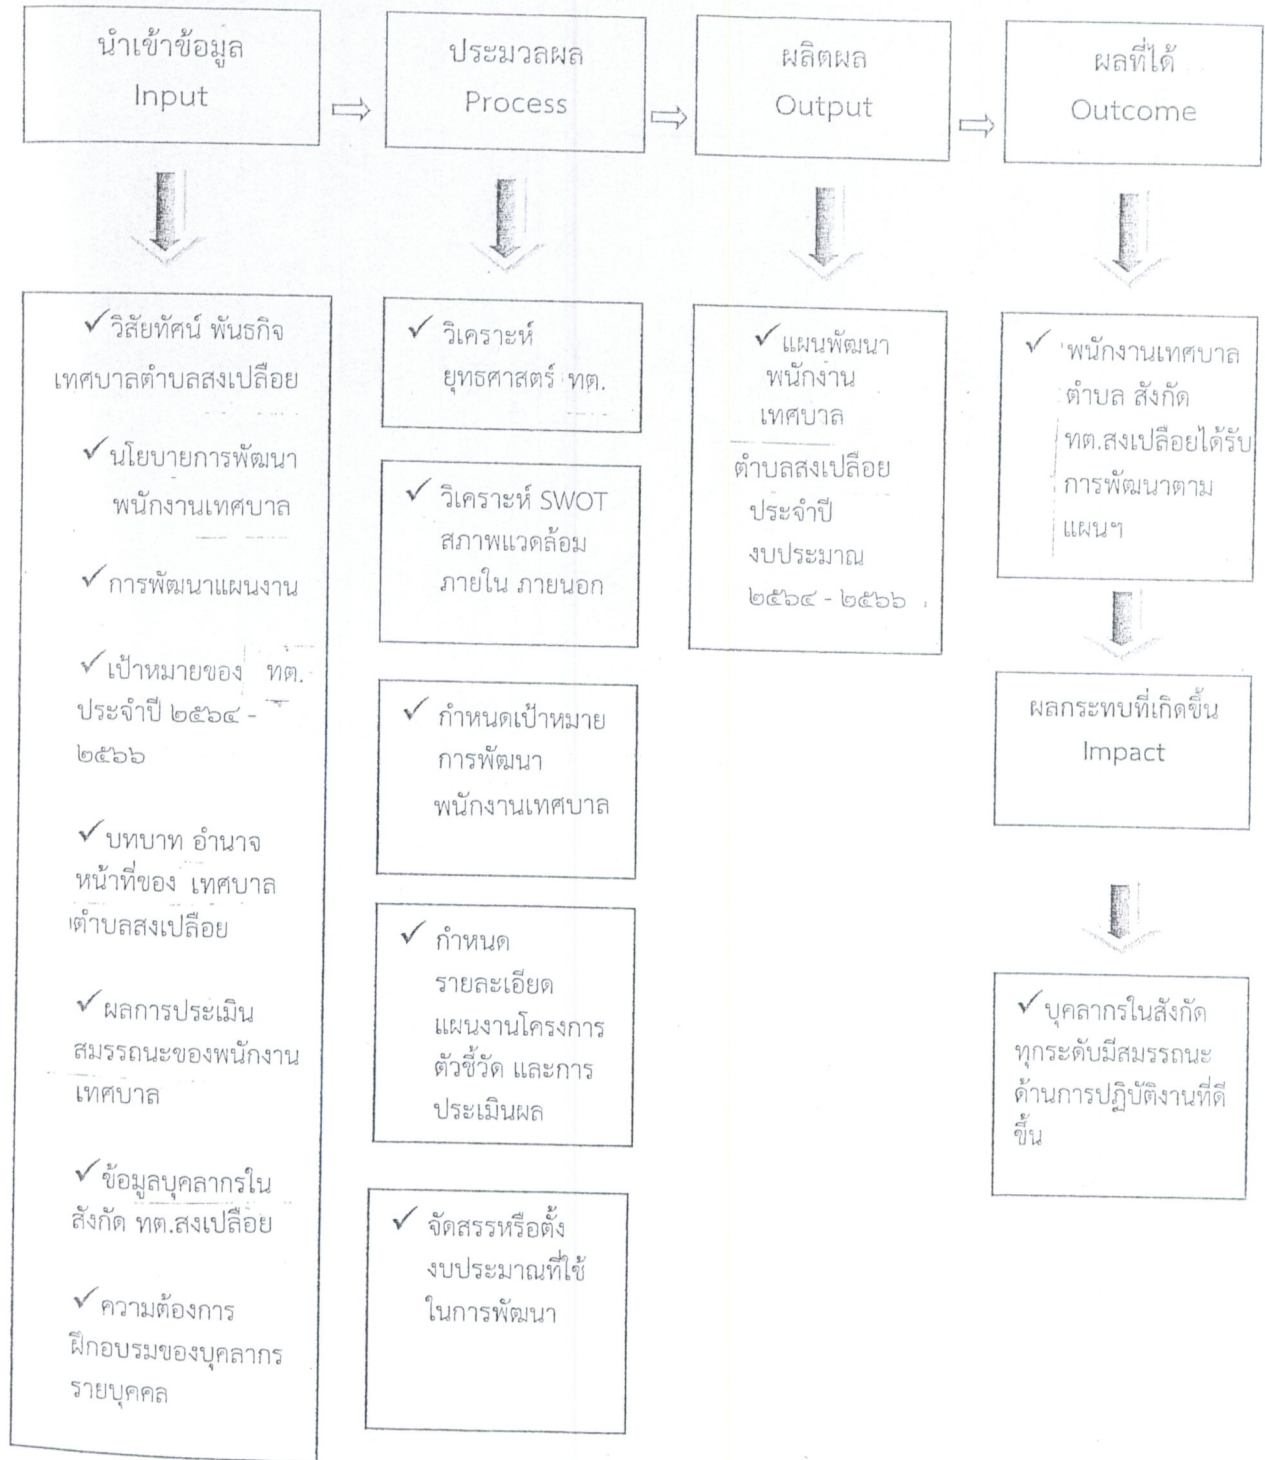 นำเข้าข้อมูล
Input
ประมวลผล
Process
ผลิตผล
Output
ผลที่ได้
Outcome
✓วิสัยทัศน์ พันธกิจ
เทศบาลตำบลสงเปลือย
✓นโยบายการพัฒนา
พนักงานเทศบาล
✓การพัฒนาแผนงาน
✓เป้าหมายของ ทต.
ประจำปี ๒๕๖๔ -
๒๕๖๖
✓บทบาท อำนาจ
หน้าที่ของ เทศบาล
ตำบลสงเปลือย
✓ผลการประเมิน
สมรรถนะของพนักงาน
เทศบาล
✓ข้อมูลบุคลากรใน
สังกัด ทต.สงเปลือย
✓ความต้องการ
ฝึกอบรมของบุคลากร
รายบุคคล
✓ วิเคราะห์
ยุทธศาสตร์ ทต.
✓ วิเคราะห์ SWOT
สภาพแวดล้อม
ภายใน ภายนอก
✓ กำหนดเป้าหมาย
การพัฒนา
พนักงานเทศบาล
✓ กำหนด
รายละเอียด
แผนงานโครงการ
ตัวชี้วัด และการ
ประเมินผล
✓ จัดสรรหรือตั้ง
งบประมาณที่ใช้
ในการพัฒนา
✓แผนพัฒนา
พนักงาน
เทศบาล
ตำบลสงเปลือย
ประจำปี
งบประมาณ
๒๕๖๔ - ๒๕๖๖
✓ พนักงานเทศบาล
ตำบล สังกัด
ทต.สงเปลือยได้รับ
การพัฒนาตาม
แผนฯ
ผลกระทบที่เกิดขึ้น
Impact
✓บุคลากรในสังกัด
ทุกระดับมีสมรรถนะ
ด้านการปฏิบัติงานที่ดี
ขึ้น